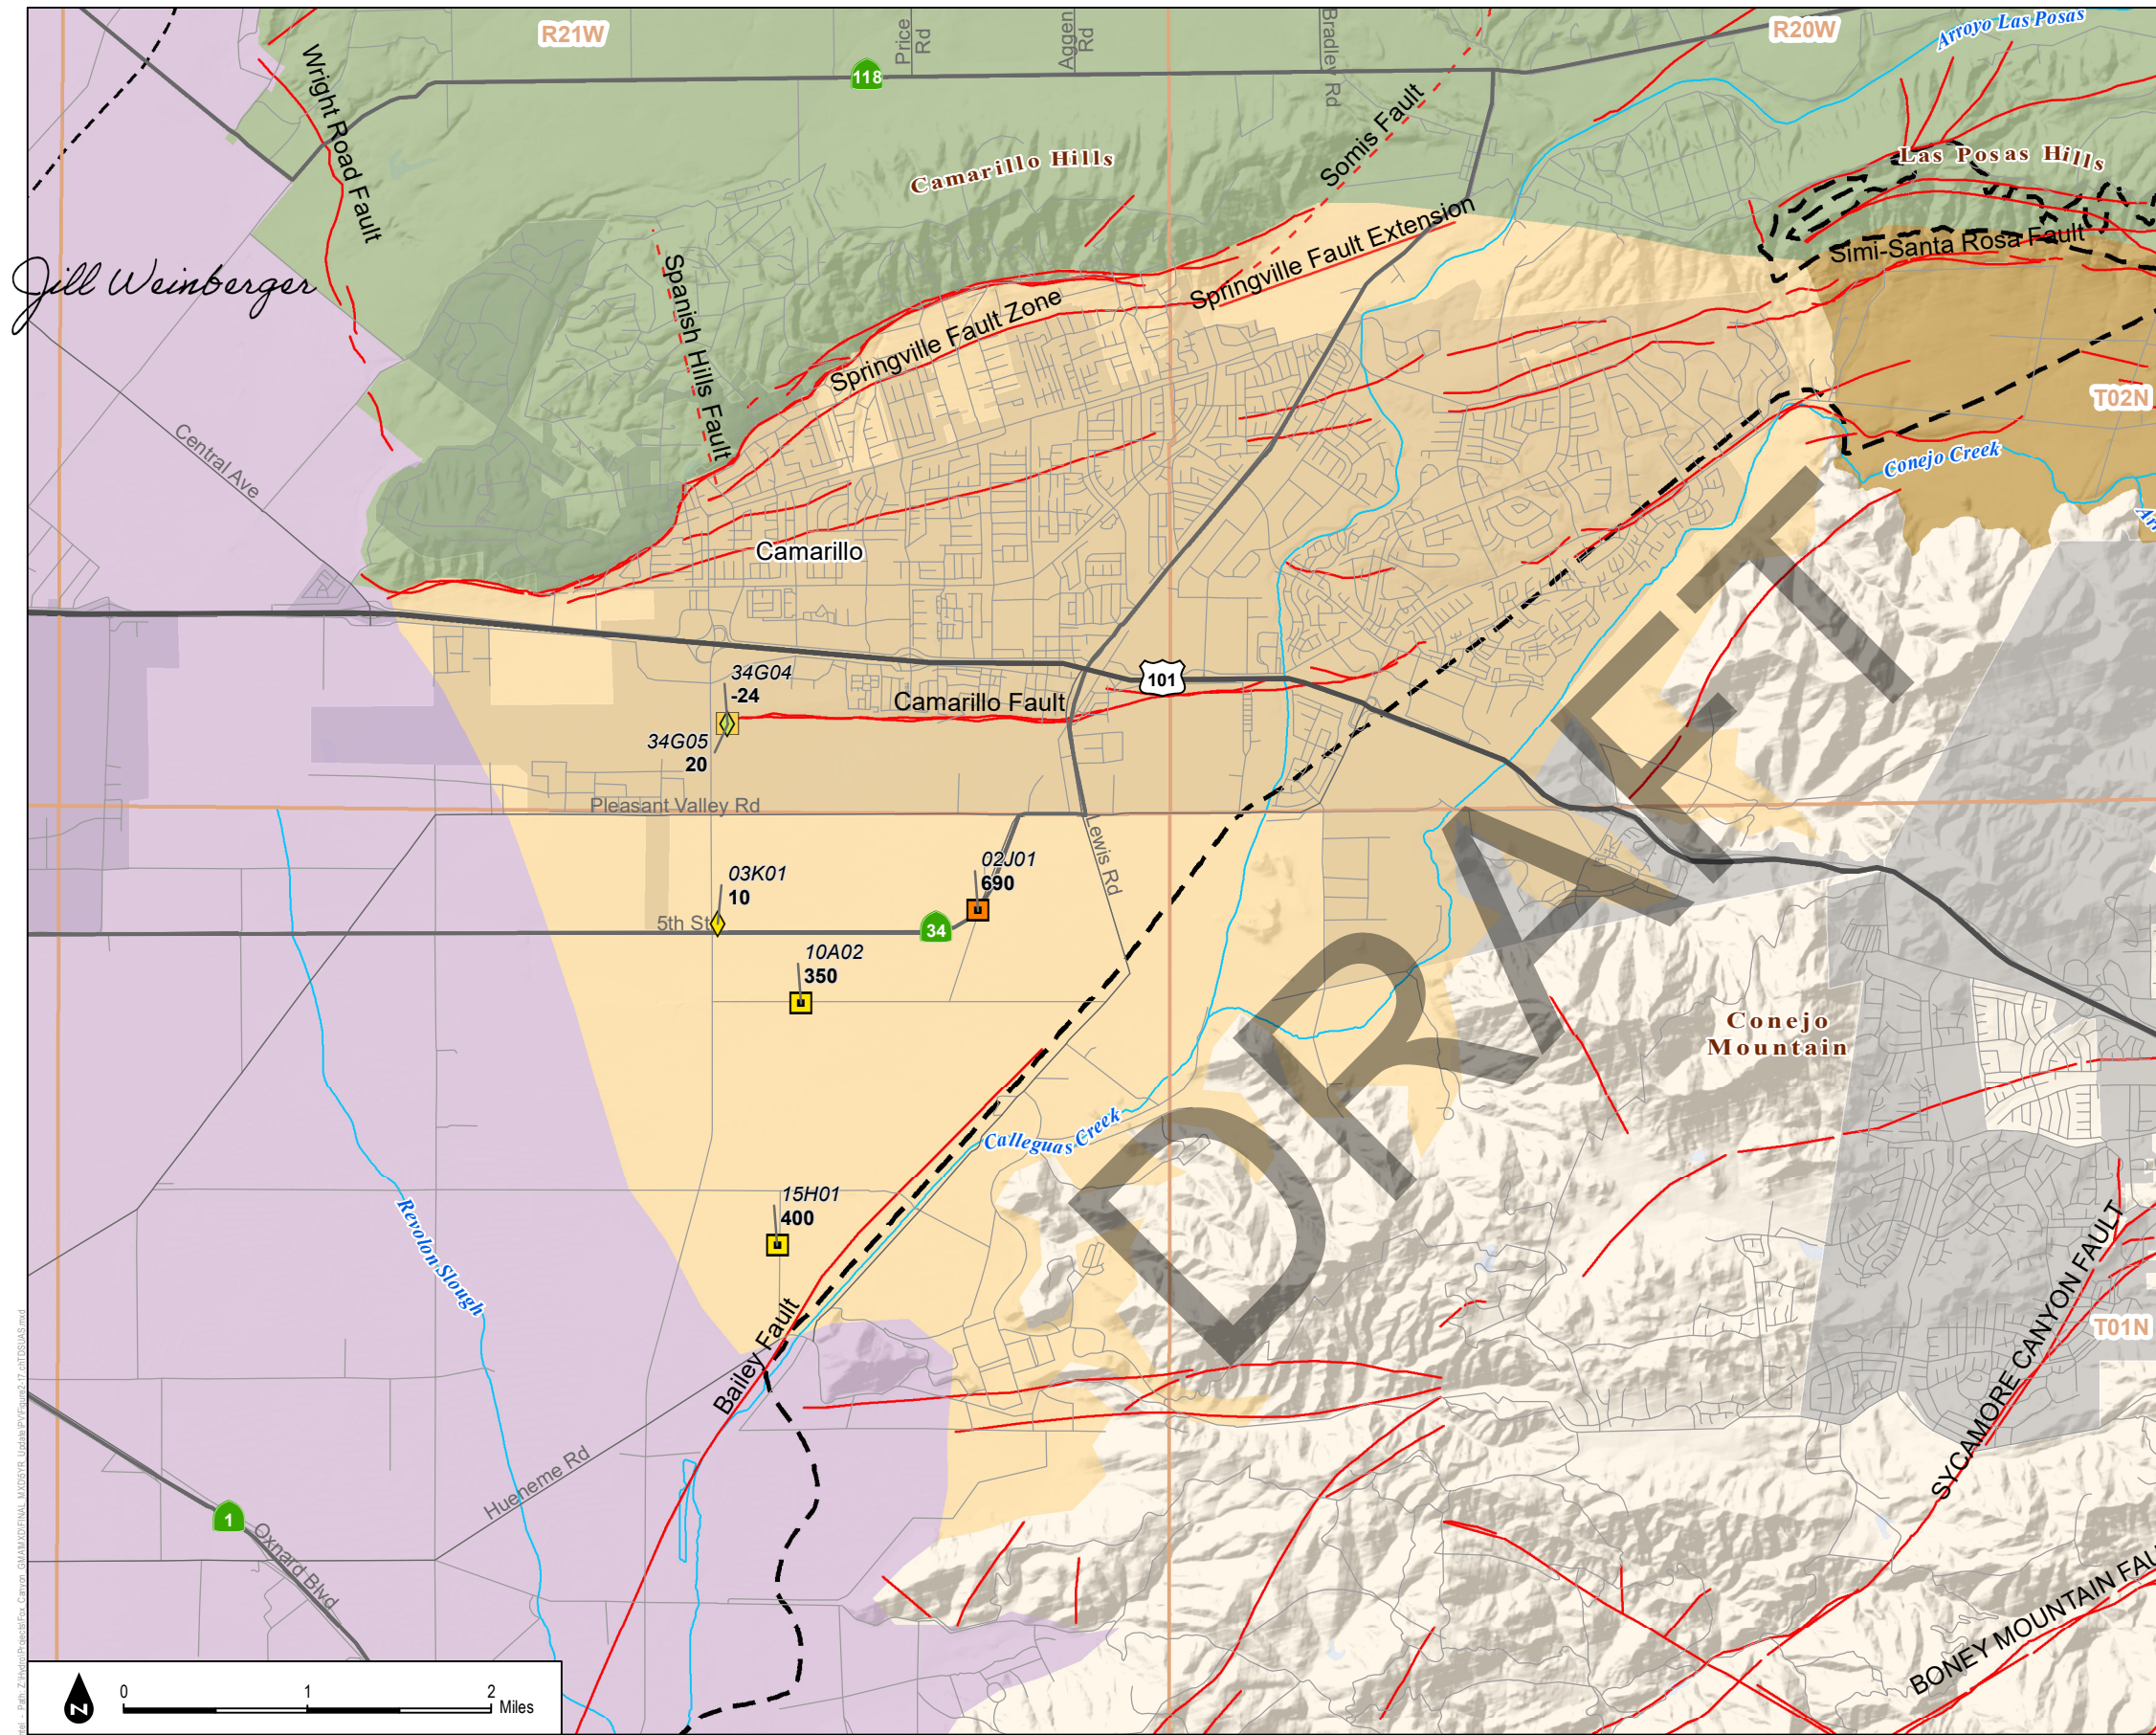 R21W
Price
Rd
Aggen
Rd
Bradley Rd
R20W
Arroyo Las Posas
118
Wright Road Fault
Camarillo Hills
Somis Fault
Las Posas Hills
Springville Fault Extension
Simi-Santa Rosa Fault
Jill Weinberger
Spanish Hills Fault
Springville Fault Zone
T02N
Central Ave
Conejo Creek
Camarillo
34G04
-24
101
Camarillo Fault
34G05
20
Pleasant Valley Rd
Lewis Rd
02J01
690
03K01
10
5th St
34
10A02
350
DRAFT
Conejo
Mountain
Calleguas Creek
15H01
400
Revolon Slough
Bailey Fault
SYCAMORE CANYON FAULT
T01N
Hueneme Rd
1
Oxnard Blvd
BONEY MOUNTAIN FAU
N
0 1 2 Miles